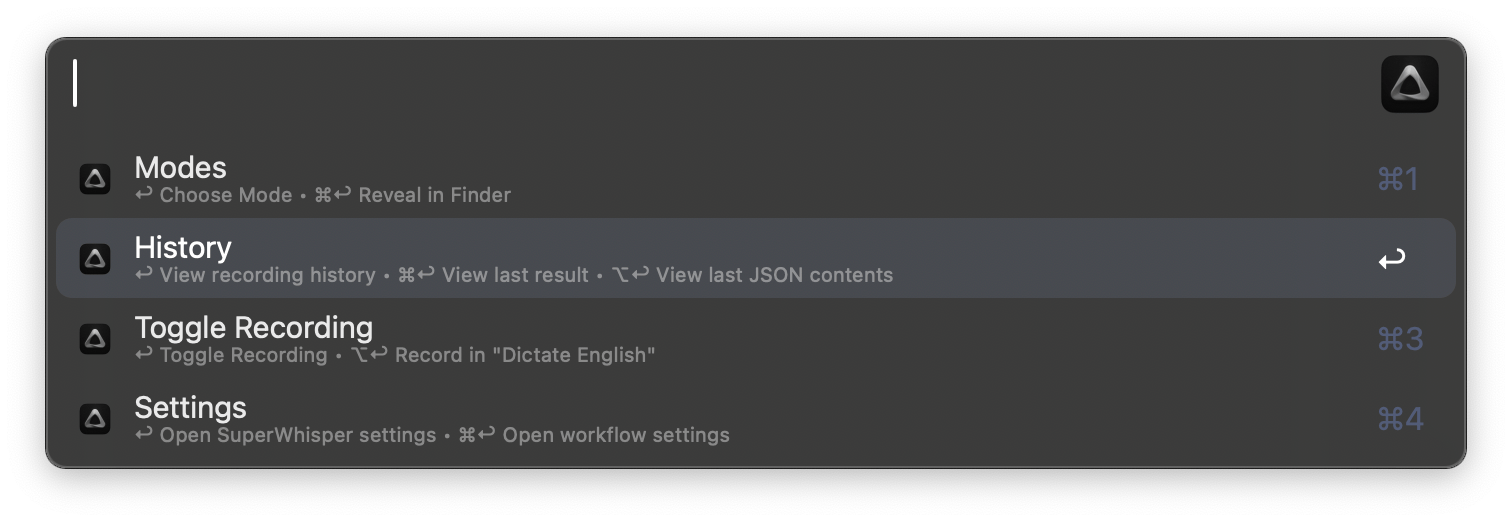 Modes
↩ Choose Mode • ⌘↩ Reveal in Finder
⌘1
History
↩ View recording history • ⌘↩ View last result • ⌥↩ View last JSON contents
↩
Toggle Recording
↩ Toggle Recording • ⌥↩ Record in "Dictate English"
⌘3
Settings
↩ Open SuperWhisper settings • ⌘↩ Open workflow settings
⌘4